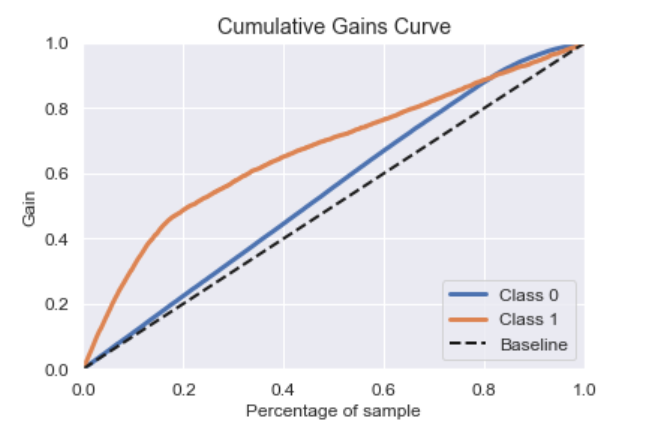 Cumulative Gains Curve
1.0
0.8
0.6
0.4
0.2
0.0
Gain
Class 0
Class 1
Baseline
0.0 0.2 0.4 0.6 0.8 1.0
Percentage of sample